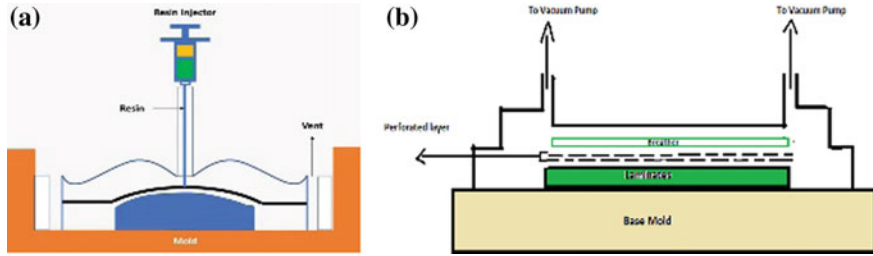 (a)
Resin Injector
Resin
Vent
Mold
(b)
To Vacuum Pump
To Vacuum Pump
Perforated layer
Breather
Laminates
Base Mold